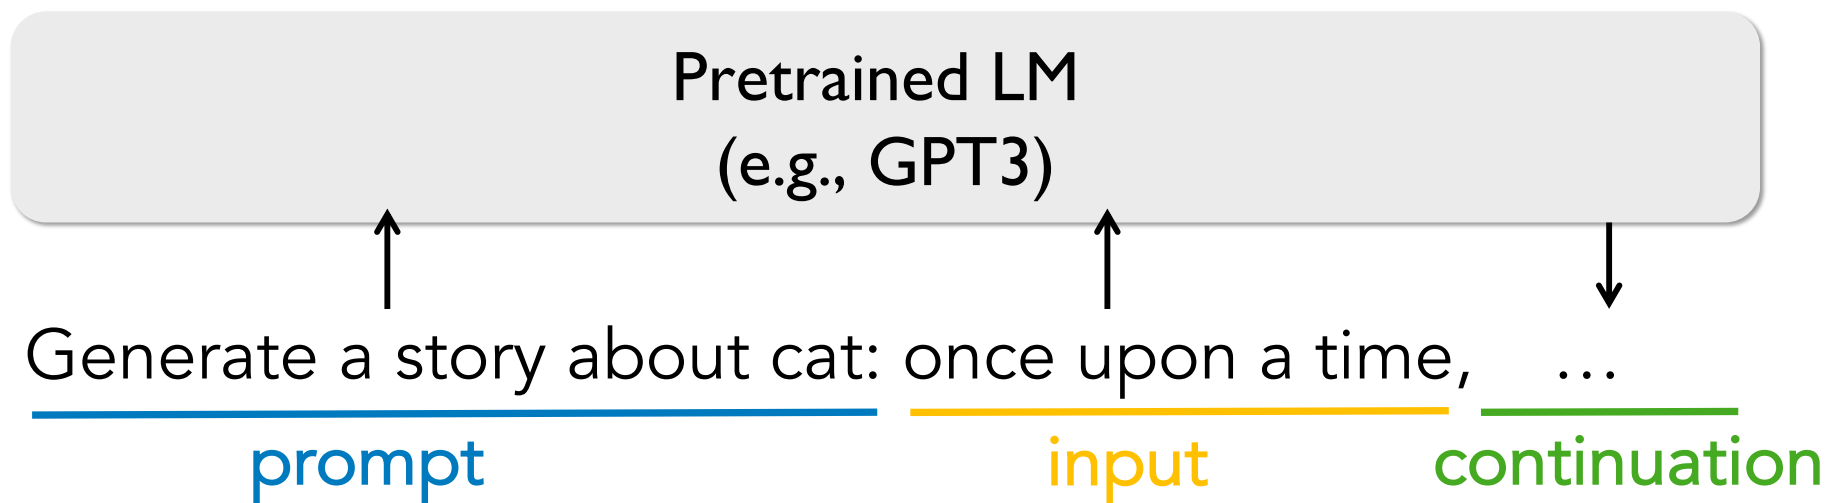 Pretrained LM
(e.g., GPT3)
Generate a story about cat: once upon a time, ...
prompt input continuation